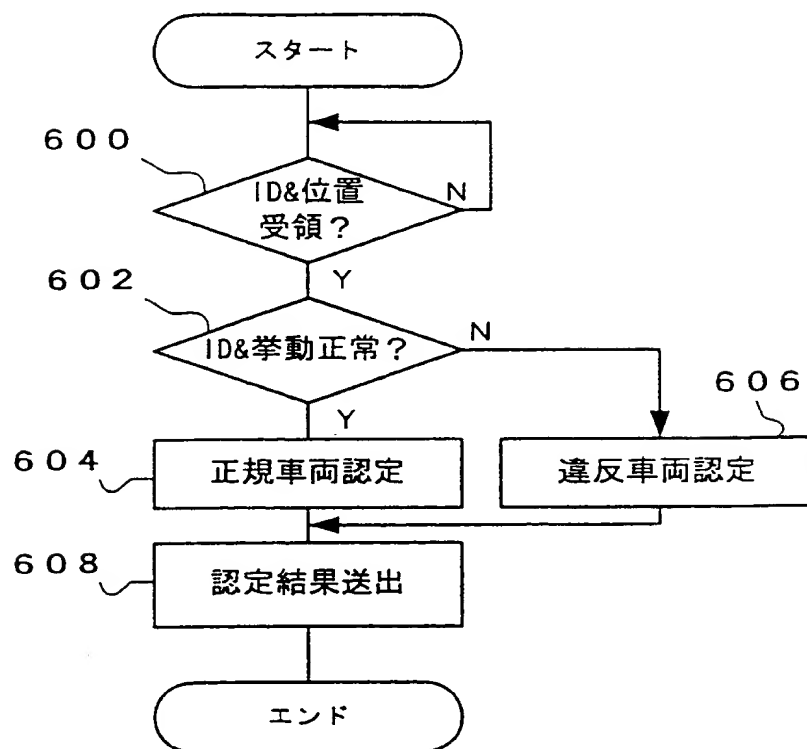 スタート
600
ID&位置
受領？
N
Y
602
ID&挙動正常？
N
Y
606
604
正規車両認定
違反車両認定
608
認定結果送出
エンド